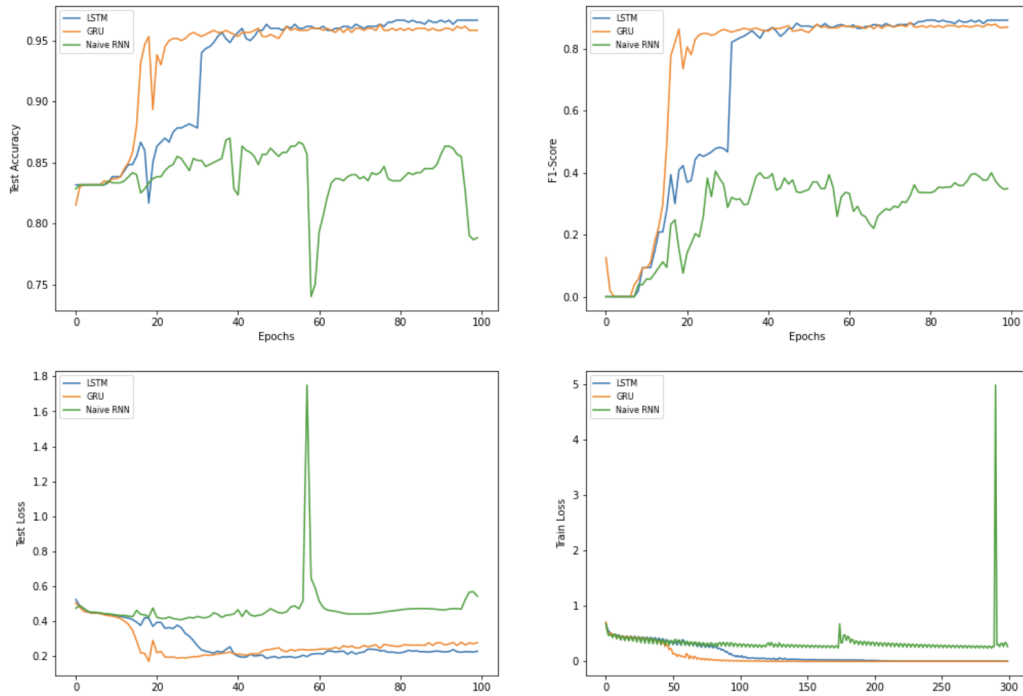 LSTM
GRU
Naive RNN
Test Accuracy
0.95
0.90
0.85
0.80
0.75
0
20
40
60
80
100
Epochs
LSTM
GRU
Naive RNN
F1-Score
0.8
0.6
0.4
0.2
0.0
0
20
40
60
80
100
Epochs
LSTM
GRU
Naive RNN
Test Loss
1.8
1.6
1.4
1.2
1.0
0.8
0.6
0.4
0.2
0
20
40
60
80
100
LSTM
GRU
Naive RNN
Train Loss
5
4
3
2
1
0
0
50
100
150
200
250
300